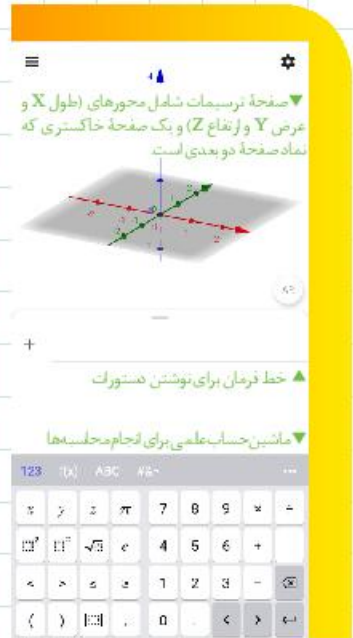 ▼صفحهٔ ترسیمات شامل محورهای (طول X و
عرض Y و ارتفاع Z) و یک صفحهٔ خاکستری که
نماد صفحهٔ دو بعدی است.
AR
+
▲ خط فرمان برای نوشتن دستورات
▼ماشین‌حساب علمی برای انجام محاسبه‌ها
123 f(x) ABC #&¬ ...
x y z π 7 8 9 × ÷
e 4 5 6 +
1 2 3 −
( ) , 0 . < >